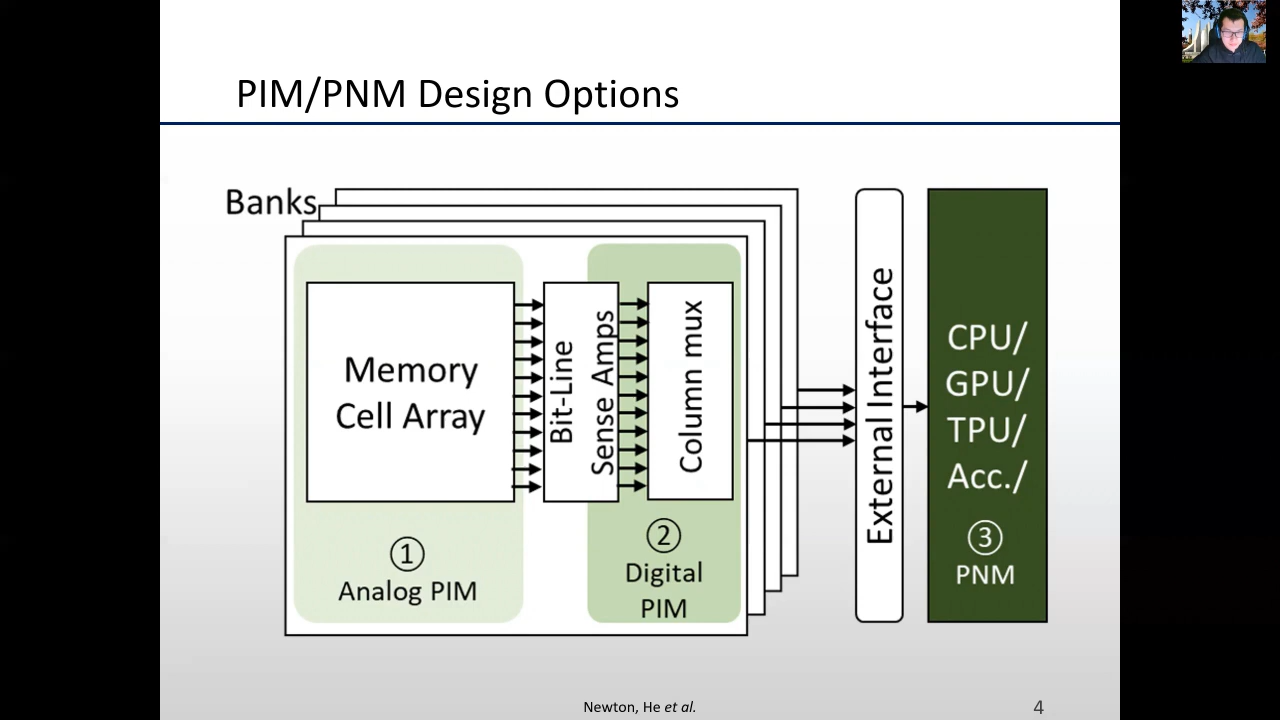 PIM/PNM Design Options
Banks
Memory
Cell Array
Bit-Line
Sense Amps
Column mux
①
Analog PIM
②
Digital
PIM
External Interface
CPU/
GPU/
TPU/
Acc./
③
PNM
Newton, He et al.
4